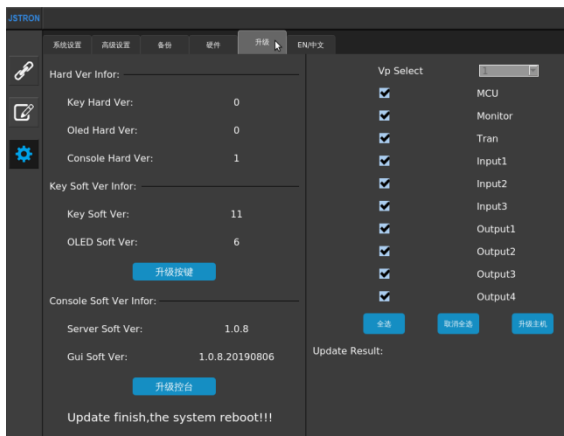 JSTRON
系统设置 高级设置 备份 硬件 升级 EN/中文
Hard Ver Infor:
Key Hard Ver: 0
Oled Hard Ver: 0
Console Hard Ver: 1
Key Soft Ver Infor:
Key Soft Ver: 11
OLED Soft Ver: 6
升级按键
Console Soft Ver Infor:
Server Soft Ver: 1.0.8
Gui Soft Ver: 1.0.8.20190806
升级控台
Update finish,the system reboot!!!
Vp Select 1
MCU
Monitor
Tran
Input1
Input2
Input3
Output1
Output2
Output3
Output4
全选 取消全选 升级主机
Update Result: